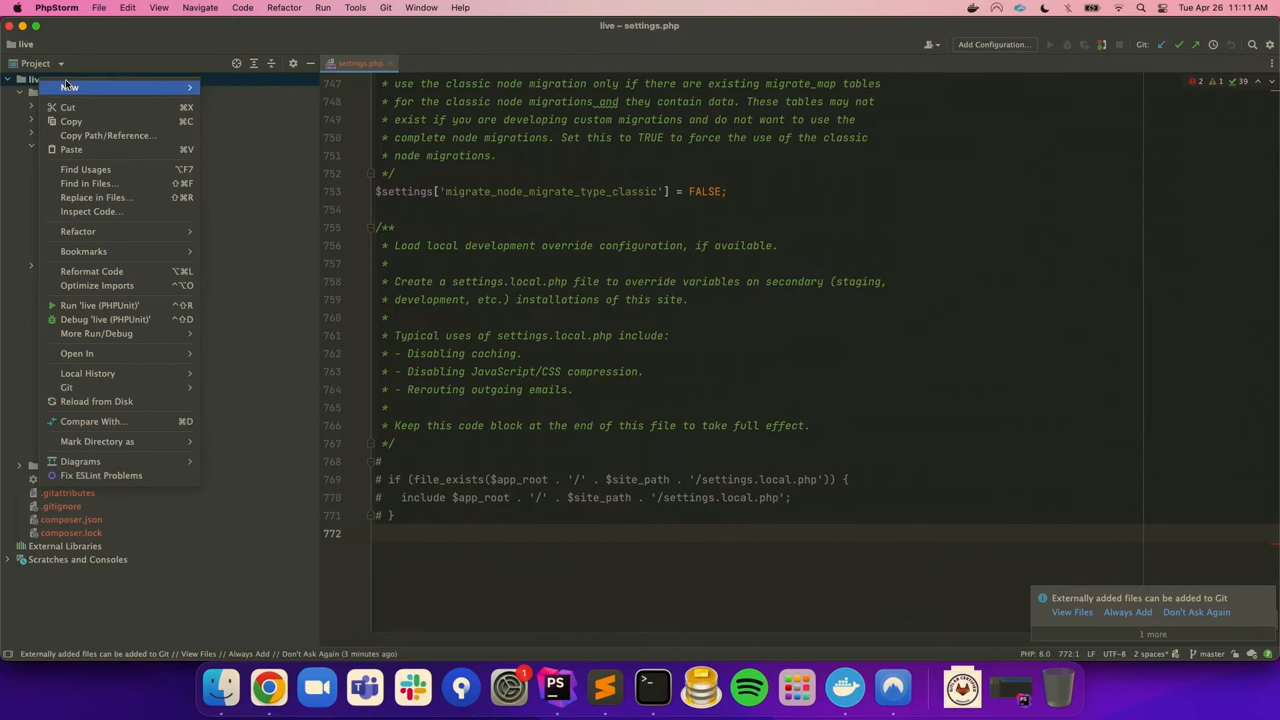 PhpStorm File Edit View Navigate Code Refactor Run Tools Git Window Help Tue Apr 26 11:11 AM
live – settings.php
live Add Configuration... Git:
Project settings.php
live
New
Cut ⌘X
Copy ⌘C
Copy Path/Reference...
Paste ⌘V
Find Usages ⌥F7
Find in Files... ⇧⌘F
Replace in Files... ⇧⌘R
Inspect Code...
Refactor
Bookmarks
Reformat Code ⌥⌘L
Optimize Imports ^⌥O
Run 'live (PHPUnit)' ^⇧R
Debug 'live (PHPUnit)' ^⇧D
More Run/Debug
Open In
Local History
Git
Reload from Disk
Compare With... ⌘D
Mark Directory as
Diagrams
Fix ESLint Problems
.gitattributes
.gitignore
composer.json
composer.lock
External Libraries
Scratches and Consoles
2 1 39
747 * use the classic node migration only if there are existing migrate_map tables
748 * for the classic node migrations and they contain data. These tables may not
749 * exist if you are developing custom migrations and do not want to use the
750 * complete node migrations. Set this to TRUE to force the use of the classic
751 * node migrations.
752 */
753 $settings['migrate_node_migrate_type_classic'] = FALSE;
754
755 /**
756 * Load local development override configuration, if available.
757 *
758 * Create a settings.local.php file to override variables on secondary (staging,
759 * development, etc.) installations of this site.
760 *
761 * Typical uses of settings.local.php include:
762 * - Disabling caching.
763 * - Disabling JavaScript/CSS compression.
764 * - Rerouting outgoing emails.
765 *
766 * Keep this code block at the end of this file to take full effect.
767 */
768 #
769 # if (file_exists($app_root . '/' . $site_path . '/settings.local.php')) {
770 #   include $app_root . '/' . $site_path . '/settings.local.php';
771 # }
772
Externally added files can be added to Git
View Files Always Add Don't Ask Again
1 more
Externally added files can be added to Git // View Files // Always Add // Don't Ask Again (3 minutes ago) PHP: 8.0 772:1 LF UTF-8 2 spaces* master
1
PS